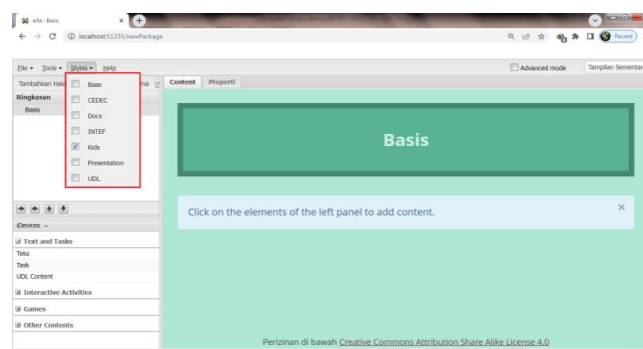 eXe : Basis
localhost:51235/newPackage
Paused
File Tools Styles Help
Advanced mode
Tampilan Sementar
Tambahkan Hala
ma
Content Properti
Ringkasan
Basis
Base
CEDEC
Docs
INTEF
Kids
Presentation
UDL
Basis
Click on the elements of the left panel to add content.
×
iDevices
Text and Tasks
Teks
Task
UDL Content
Interactive Activities
Games
Other Contents
Perizinan di bawah Creative Commons Attribution Share Alike License 4.0